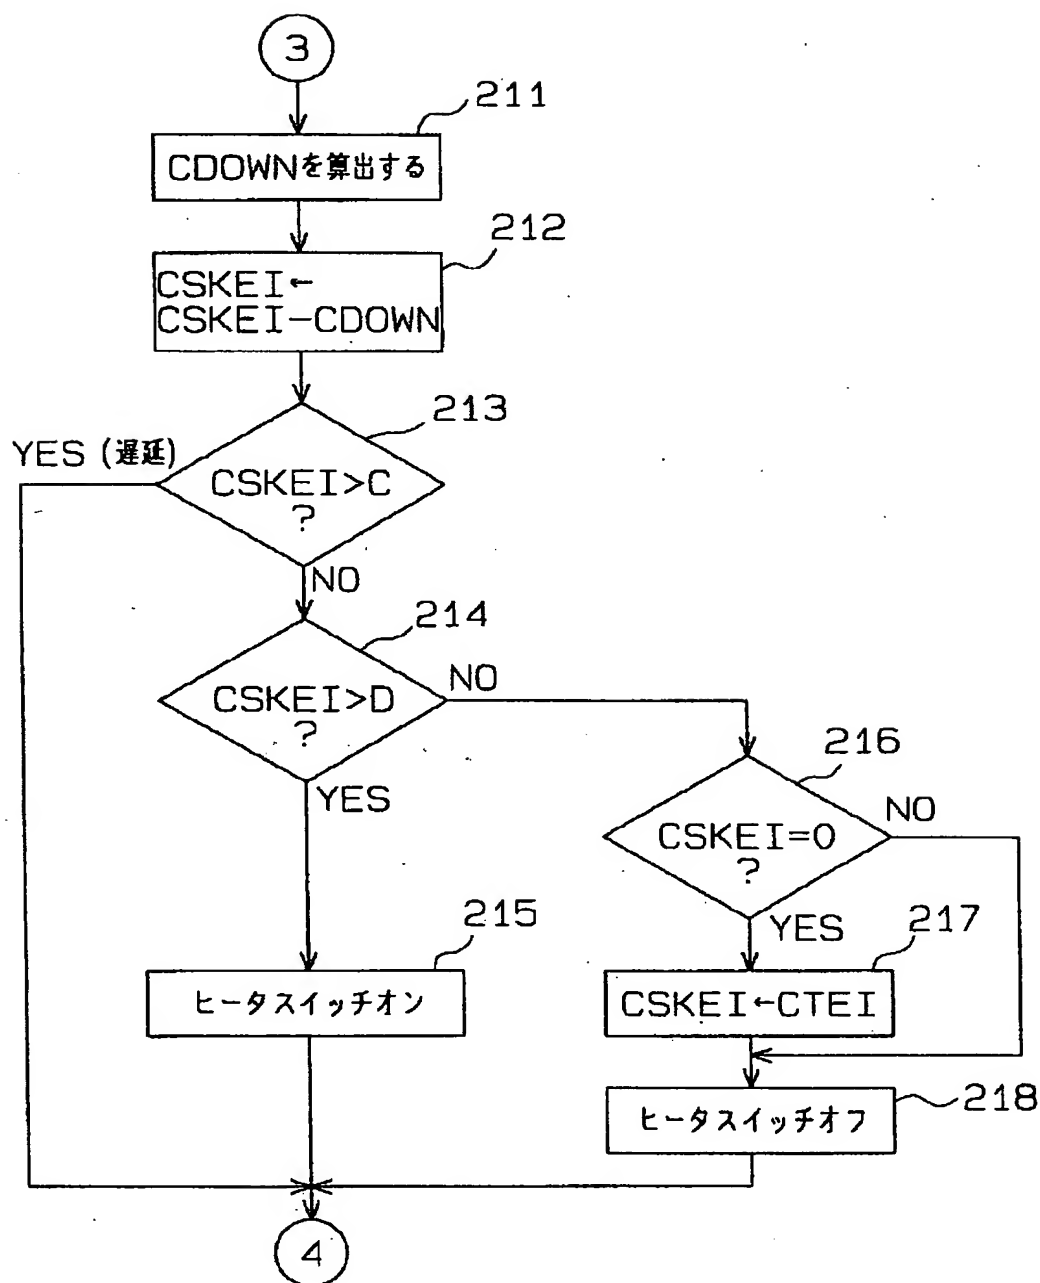 3
211
CDOWNを算出する
212
CSKEI←
CSKEI−CDOWN
213
YES (遅延)
CSKEI>C
?
NO
214
CSKEI>D
?
NO
YES
216
CSKEI=0
?
NO
YES
215
ヒータスイッチオン
217
CSKEI←CTEI
ヒータスイッチオフ
218
4